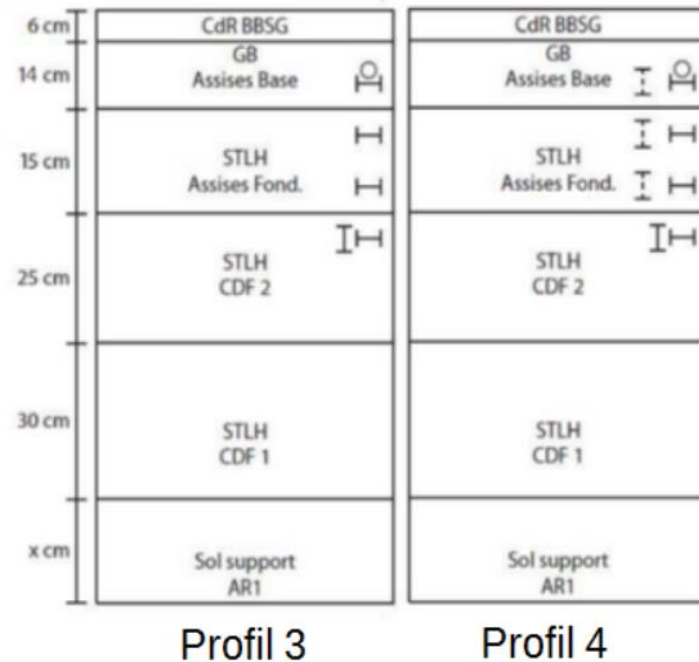 6 cm
CdR BBSG
CdR BBSG
14 cm
GB
Assises Base
GB
Assises Base
15 cm
STLH
Assises Fond.
STLH
Assises Fond.
25 cm
STLH
CDF 2
STLH
CDF 2
30 cm
STLH
CDF 1
STLH
CDF 1
x cm
Sol support
AR1
Sol support
AR1
Profil 3
Profil 4